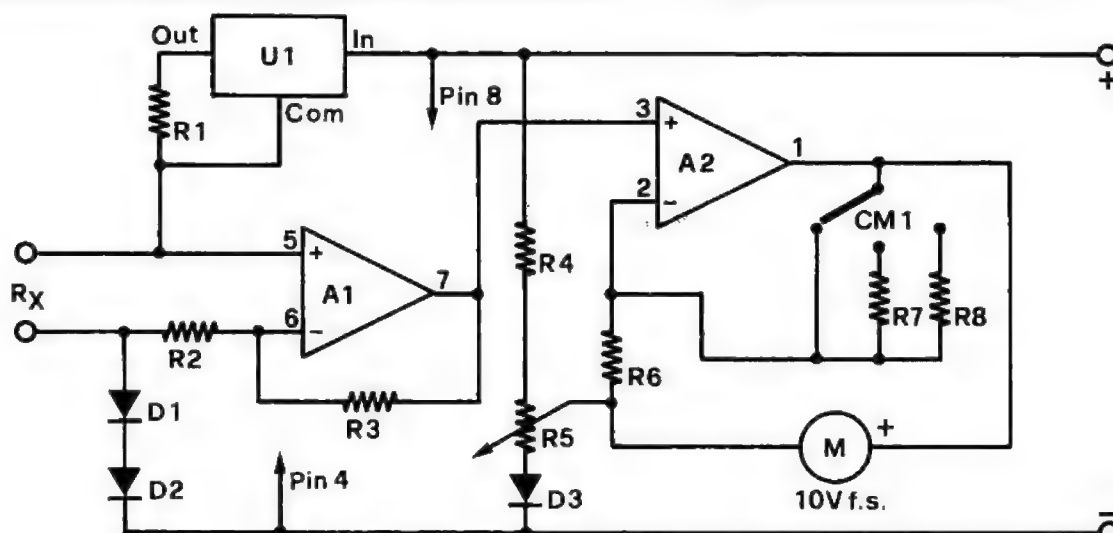 Out
U1
In
Com
R1
Pin 8
+
3
+
A2
1
2
−
CM1
R4
5
+
7
A1
6
−
RX
R2
R7
R8
R6
R3
R5
D1
M
+
10V f.s.
D2
Pin 4
D3
−